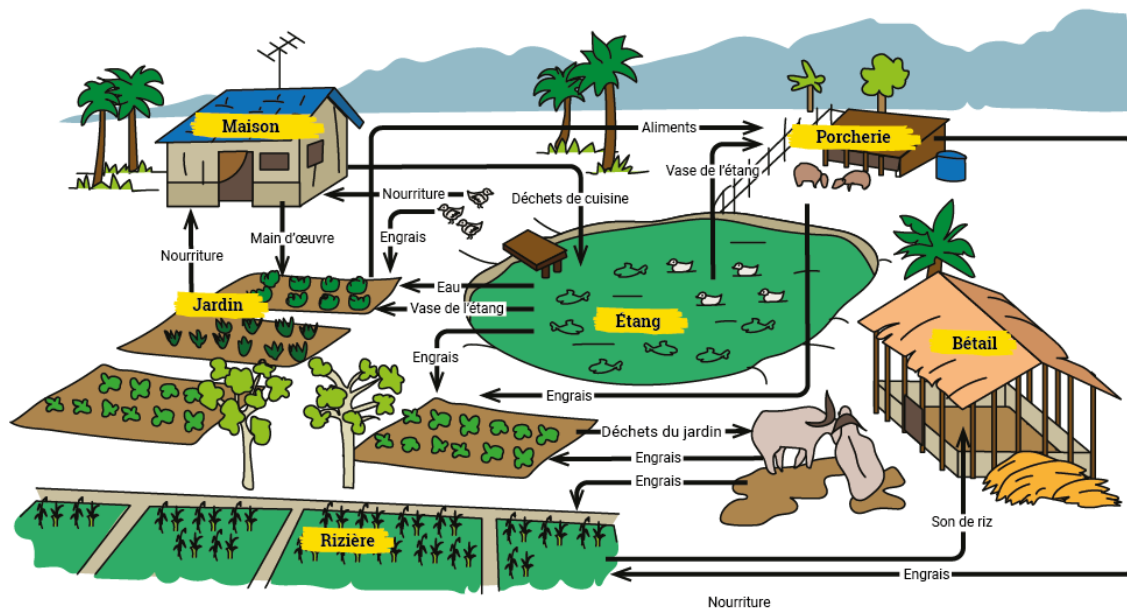 Maison
Aliments
Porcherie
Vase de l'étang
Nourriture
Déchets de cuisine
Main d'œuvre
Engrais
Nourriture
Eau
Jardin
Vase de l'étang
Étang
Bétail
Engrais
Engrais
Déchets du jardin
Engrais
Engrais
Son de riz
Rizière
Engrais
Nourriture